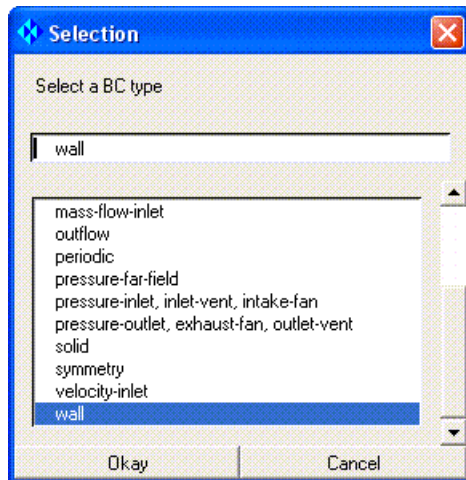 Selection
Select a BC type
wall
mass-flow-inlet
outflow
periodic
pressure-far-field
pressure-inlet, inlet-vent, intake-fan
pressure-outlet, exhaust-fan, outlet-vent
solid
symmetry
velocity-inlet
wall
Okay
Cancel